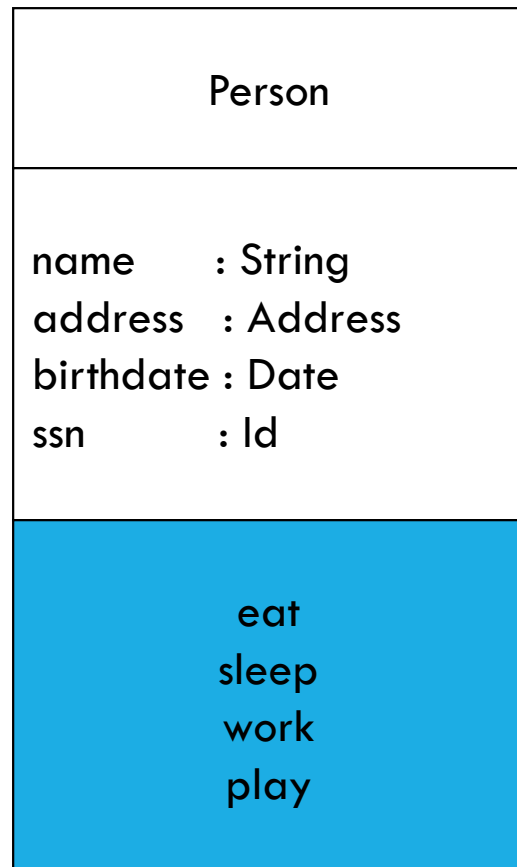 Person
name : String
address : Address
birthdate : Date
ssn : Id
eat
sleep
work
play